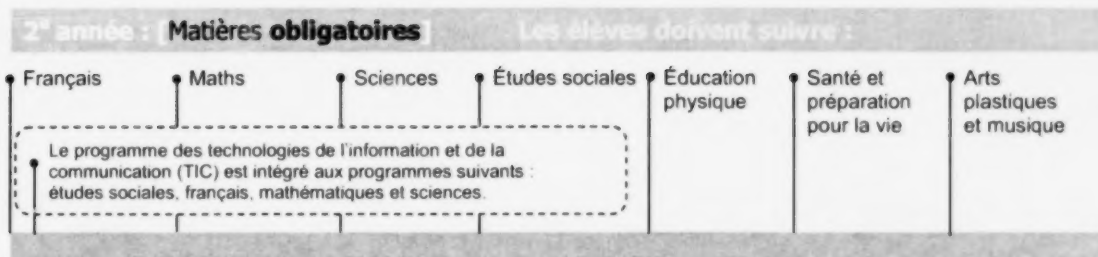 2e année : [Matières obligatoires] Les élèves doivent suivre :
Français
Maths
Sciences
Études sociales
Éducation
physique
Santé et
préparation
pour la vie
Arts
plastiques
et musique
Le programme des technologies de l'information et de la
communication (TIC) est intégré aux programmes suivants :
études sociales, français, mathématiques et sciences.